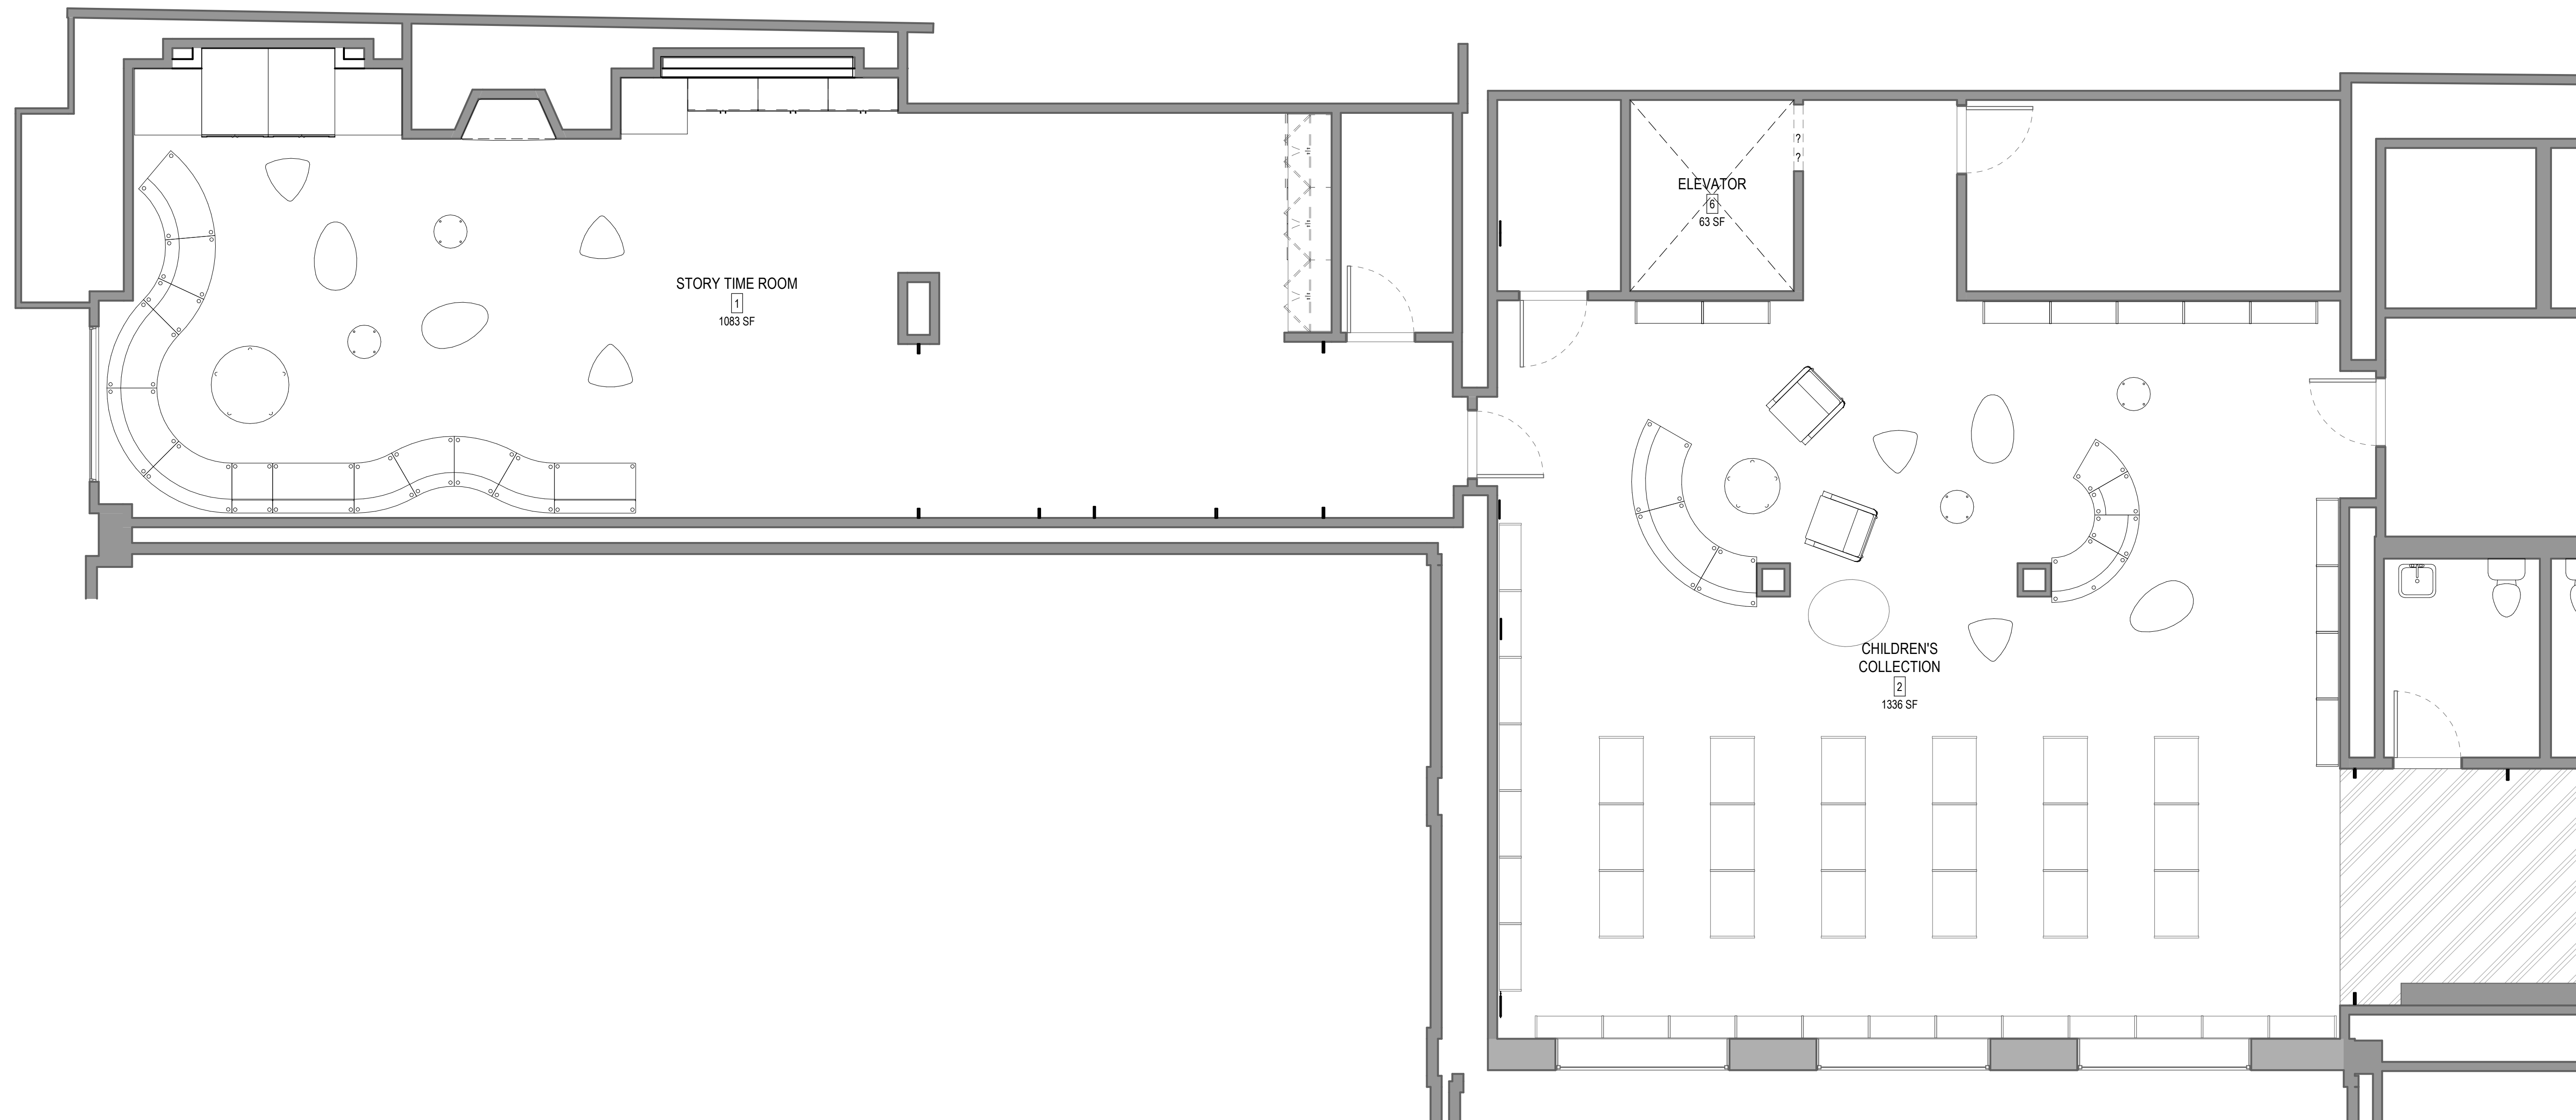 STORY TIME ROOM
1
1083 SF
ELEVATOR
6
63 SF
?
?
CHILDREN'S
COLLECTION
2
1336 SF